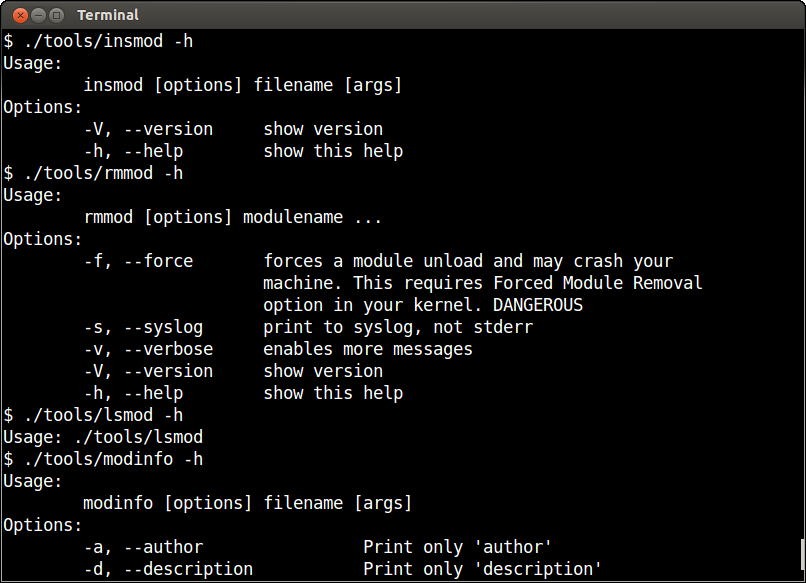 Terminal
$ ./tools/insmod -h
Usage:
        insmod [options] filename [args]
Options:
        -V, --version     show version
        -h, --help        show this help
$ ./tools/rmmod -h
Usage:
        rmmod [options] modulename ...
Options:
        -f, --force       forces a module unload and may crash your
                          machine. This requires Forced Module Removal
                          option in your kernel. DANGEROUS
        -s, --syslog      print to syslog, not stderr
        -v, --verbose     enables more messages
        -V, --version     show version
        -h, --help        show this help
$ ./tools/lsmod -h
Usage: ./tools/lsmod
$ ./tools/modinfo -h
Usage:
        modinfo [options] filename [args]
Options:
        -a, --author                Print only 'author'
        -d, --description           Print only 'description'